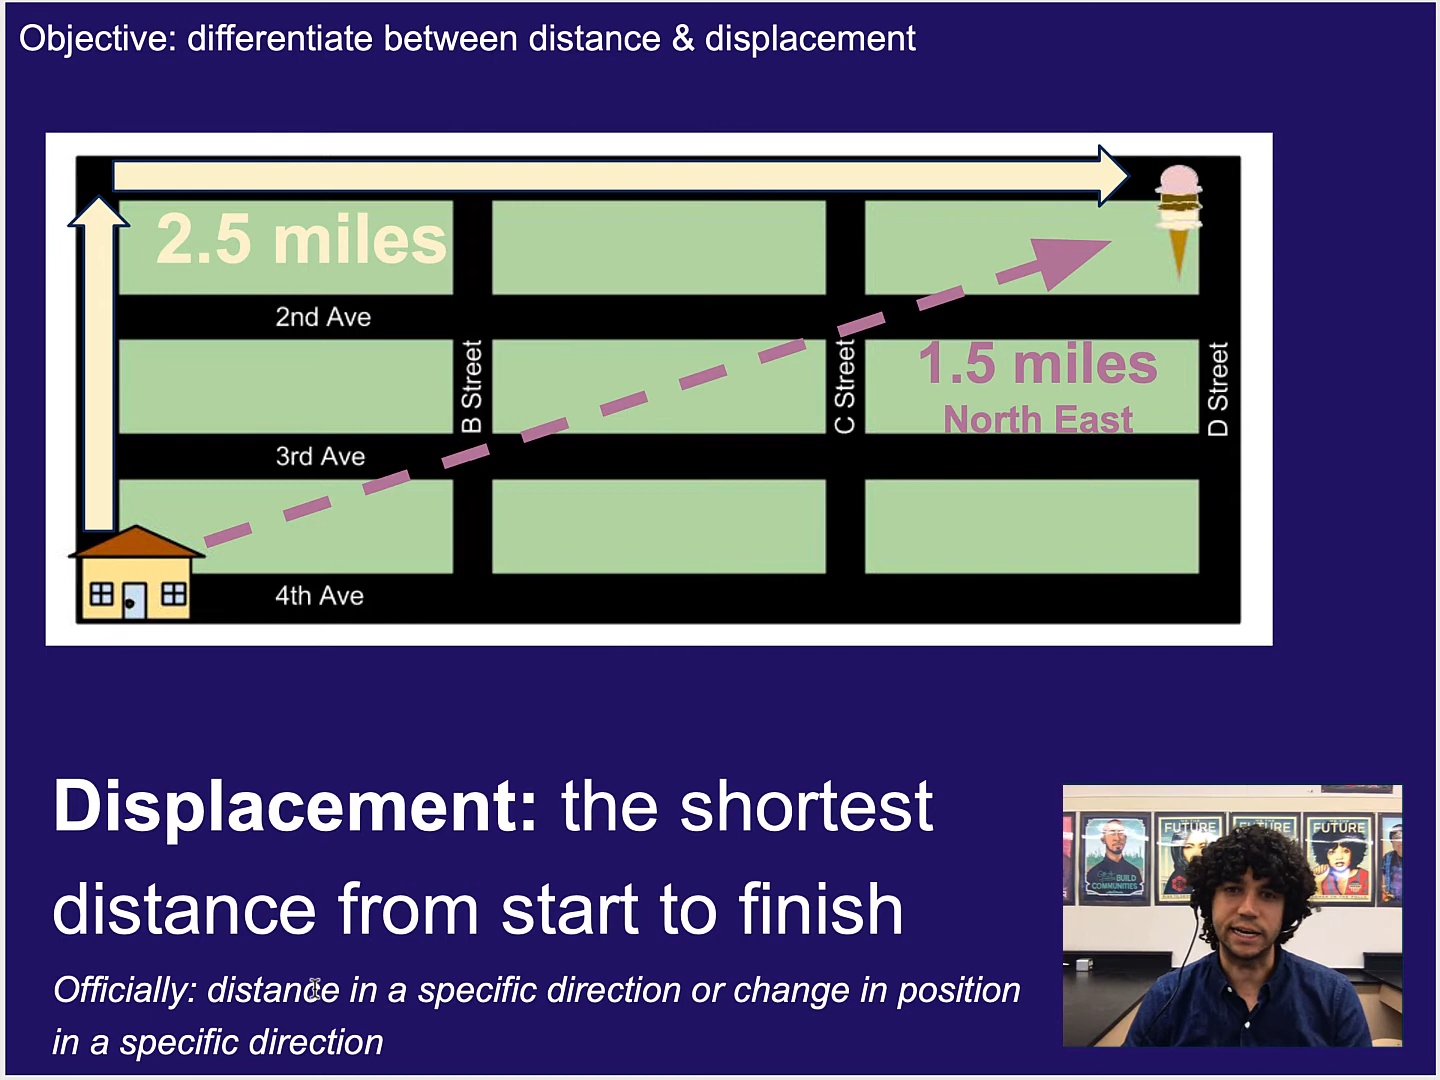 Objective: differentiate between distance & displacement
2.5 miles
2nd Ave
B Street
C Street
1.5 miles
North East
D Street
3rd Ave
4th Ave
Displacement: the shortest
distance from start to finish
Officially: distance in a specific direction or change in position
in a specific direction
FUTURE
FUTURE
FUTURE
BUILD
COMMUNITIES